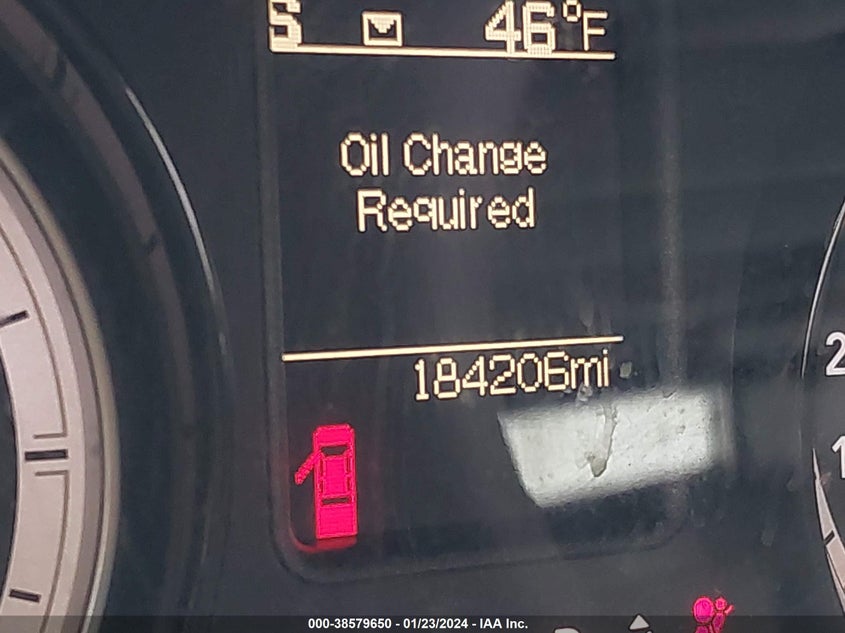 S 46°F
Oil Change
Required
184206mi
2
1
000-38579650 - 01/23/2024 - IAA Inc.